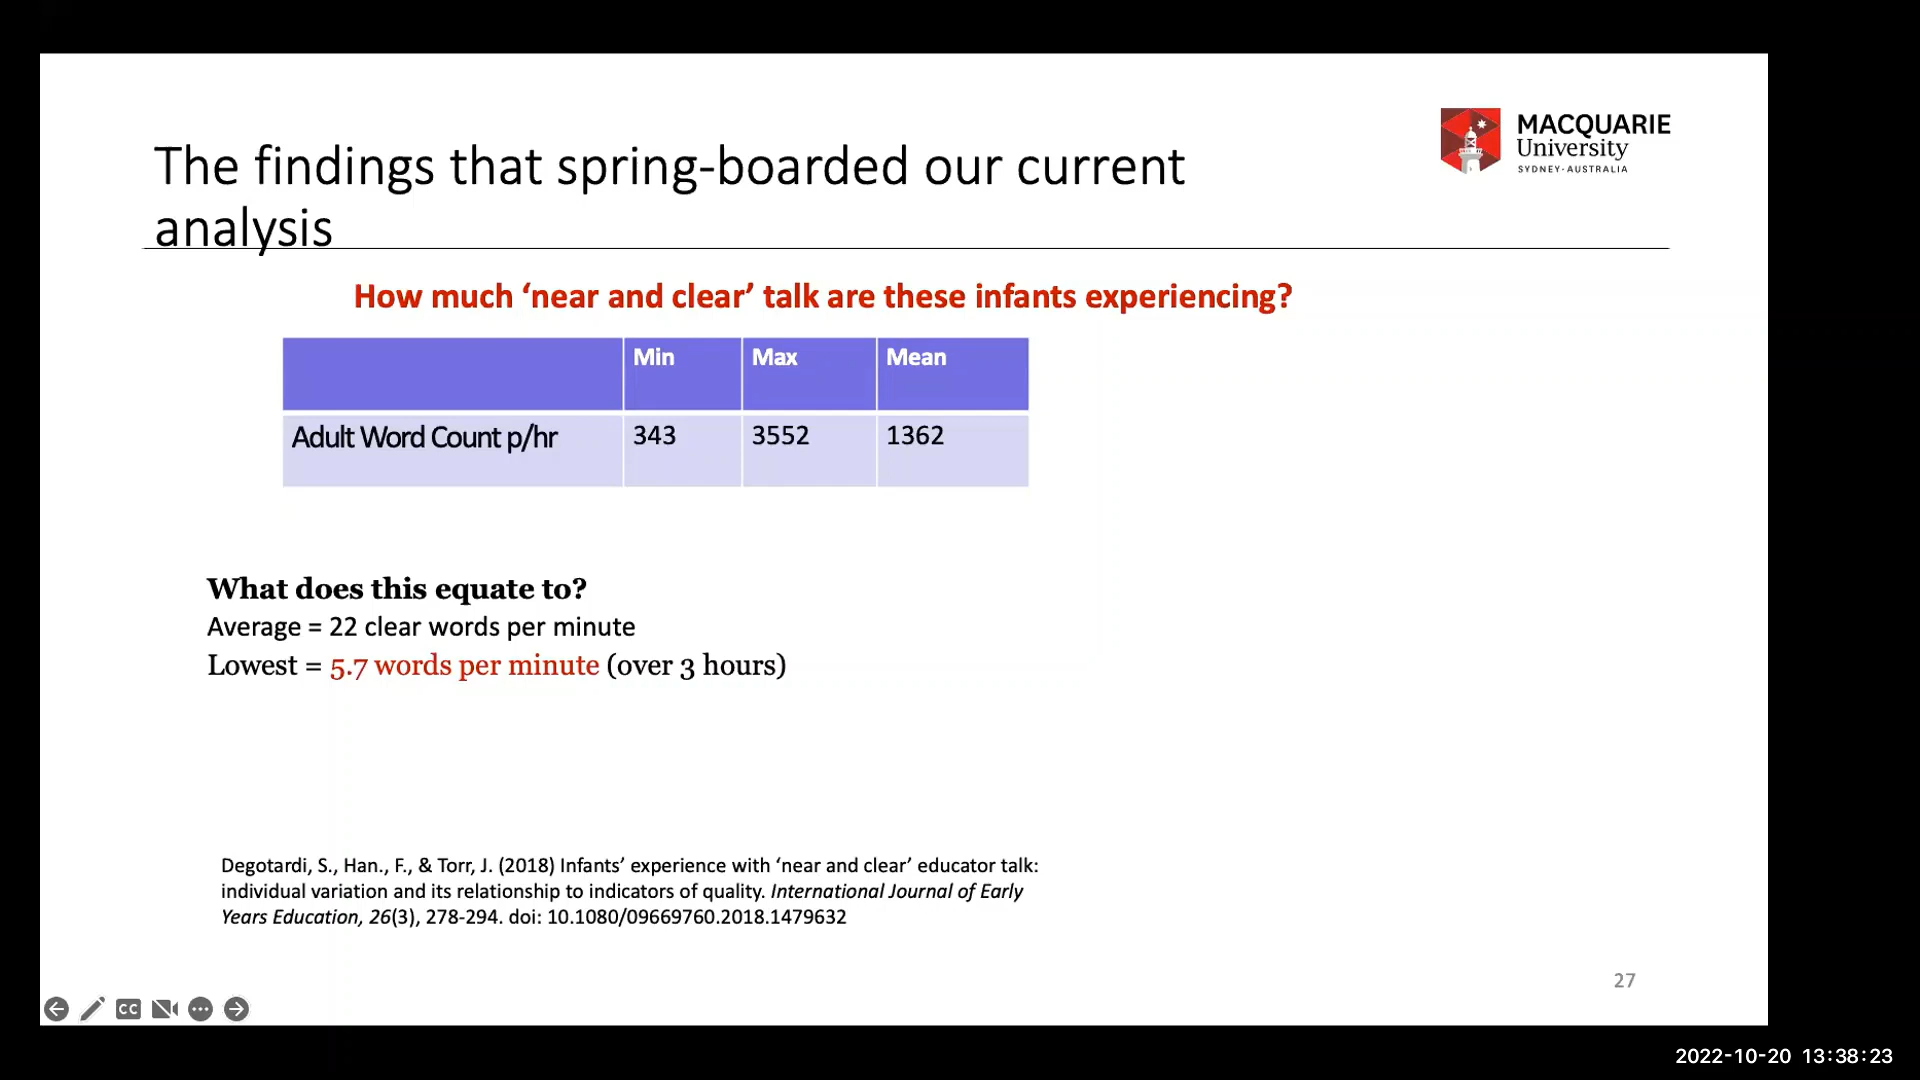 MACQUARIE
University
SYDNEY·AUSTRALIA
The findings that spring-boarded our current
analysis
How much ‘near and clear’ talk are these infants experiencing?
Min Max Mean
Adult Word Count p/hr 343 3552 1362
What does this equate to?
Average = 22 clear words per minute
Lowest = 5.7 words per minute (over 3 hours)
Degotardi, S., Han., F., & Torr, J. (2018) Infants’ experience with ‘near and clear’ educator talk:
individual variation and its relationship to indicators of quality. International Journal of Early
Years Education, 26(3), 278-294. doi: 10.1080/09669760.2018.1479632
27
CC
2022-10-20 13:38:23